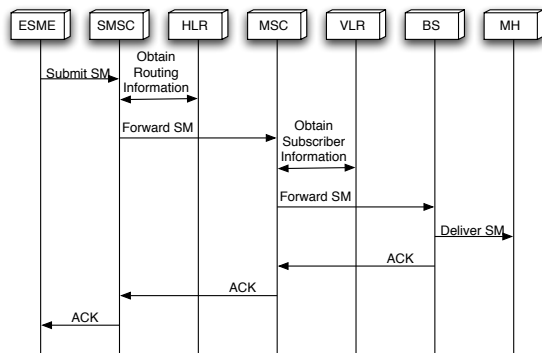 ESME SMSC HLR MSC VLR BS MH
Submit SM
Obtain
Routing
Information
Forward SM
Obtain
Subscriber
Information
Forward SM
Deliver SM
ACK
ACK
ACK